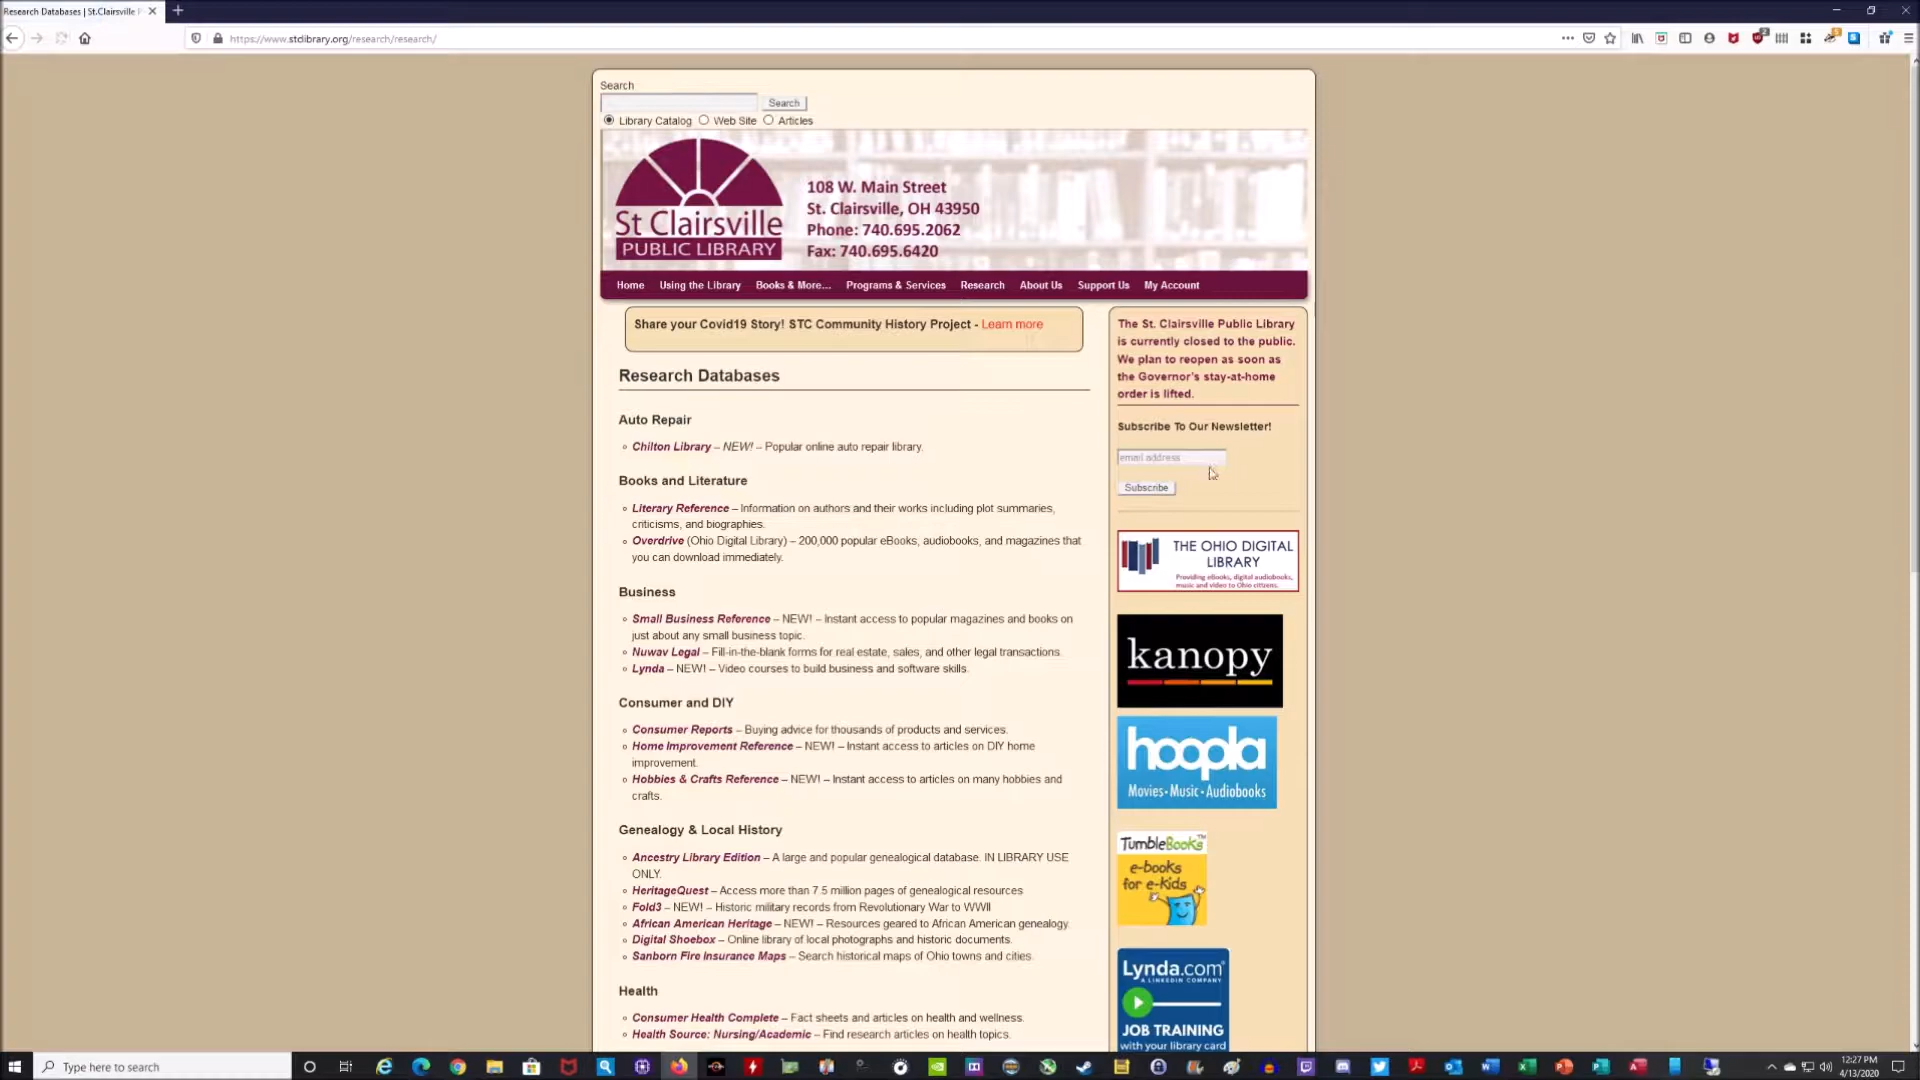 Research Databases | St.Clairsville P
https://www.stclibrary.org/research/research/
Search
Search
Library Catalog Web Site Articles
St Clairsville
PUBLIC LIBRARY
108 W. Main Street
St. Clairsville, OH 43950
Phone: 740.695.2062
Fax: 740.695.6420
Home Using the Library Books & More... Programs & Services Research About Us Support Us My Account
Share your Covid19 Story! STC Community History Project - Learn more
Research Databases
Auto Repair
Chilton Library – NEW! – Popular online auto repair library.
Books and Literature
Literary Reference – Information on authors and their works including plot summaries,
criticisms, and biographies.
Overdrive (Ohio Digital Library) – 200,000 popular eBooks, audiobooks, and magazines that
you can download immediately.
Business
Small Business Reference – NEW! – Instant access to popular magazines and books on
just about any small business topic.
Nuwav Legal – Fill-in-the-blank forms for real estate, sales, and other legal transactions.
Lynda – NEW! – Video courses to build business and software skills.
Consumer and DIY
Consumer Reports – Buying advice for thousands of products and services.
Home Improvement Reference – NEW! – Instant access to articles on DIY home
improvement.
Hobbies & Crafts Reference – NEW! – Instant access to articles on many hobbies and
crafts.
Genealogy & Local History
Ancestry Library Edition – A large and popular genealogical database. IN LIBRARY USE
ONLY.
HeritageQuest – Access more than 7.5 million pages of genealogical resources
Fold3 – NEW! – Historic military records from Revolutionary War to WWII
African American Heritage – NEW! – Resources geared to African American genealogy.
Digital Shoebox – Online library of local photographs and historic documents.
Sanborn Fire Insurance Maps – Search historical maps of Ohio towns and cities.
Health
Consumer Health Complete – Fact sheets and articles on health and wellness.
Health Source: Nursing/Academic – Find research articles on health topics.
The St. Clairsville Public Library
is currently closed to the public.
We plan to reopen as soon as
the Governor's stay-at-home
order is lifted.
Subscribe To Our Newsletter!
email address
Subscribe
THE OHIO DIGITAL
LIBRARY
Providing eBooks, digital audiobooks,
music and video to Ohio citizens.
kanopy
hoopla
Movies·Music·Audiobooks
TumbleBooks™
e-books
for e-kids
Lynda.com®
A LINKEDIN COMPANY
JOB TRAINING
with your library card
Type here to search
12:27 PM
4/13/2020